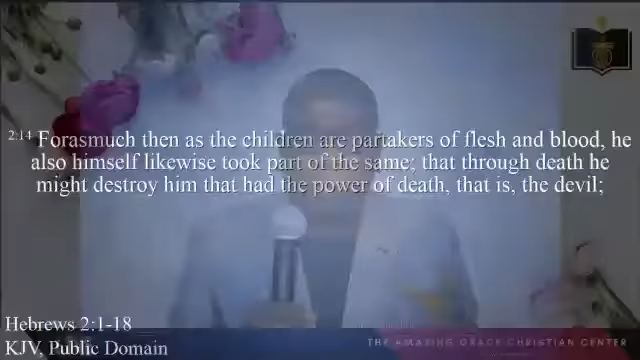 2:14 Forasmuch then as the children are partakers of flesh and blood, he
also himself likewise took part of the same; that through death he
might destroy him that had the power of death, that is, the devil;
Hebrews 2:1-18
KJV, Public Domain
THE AMAZING GRACE CHRISTIAN CENTER